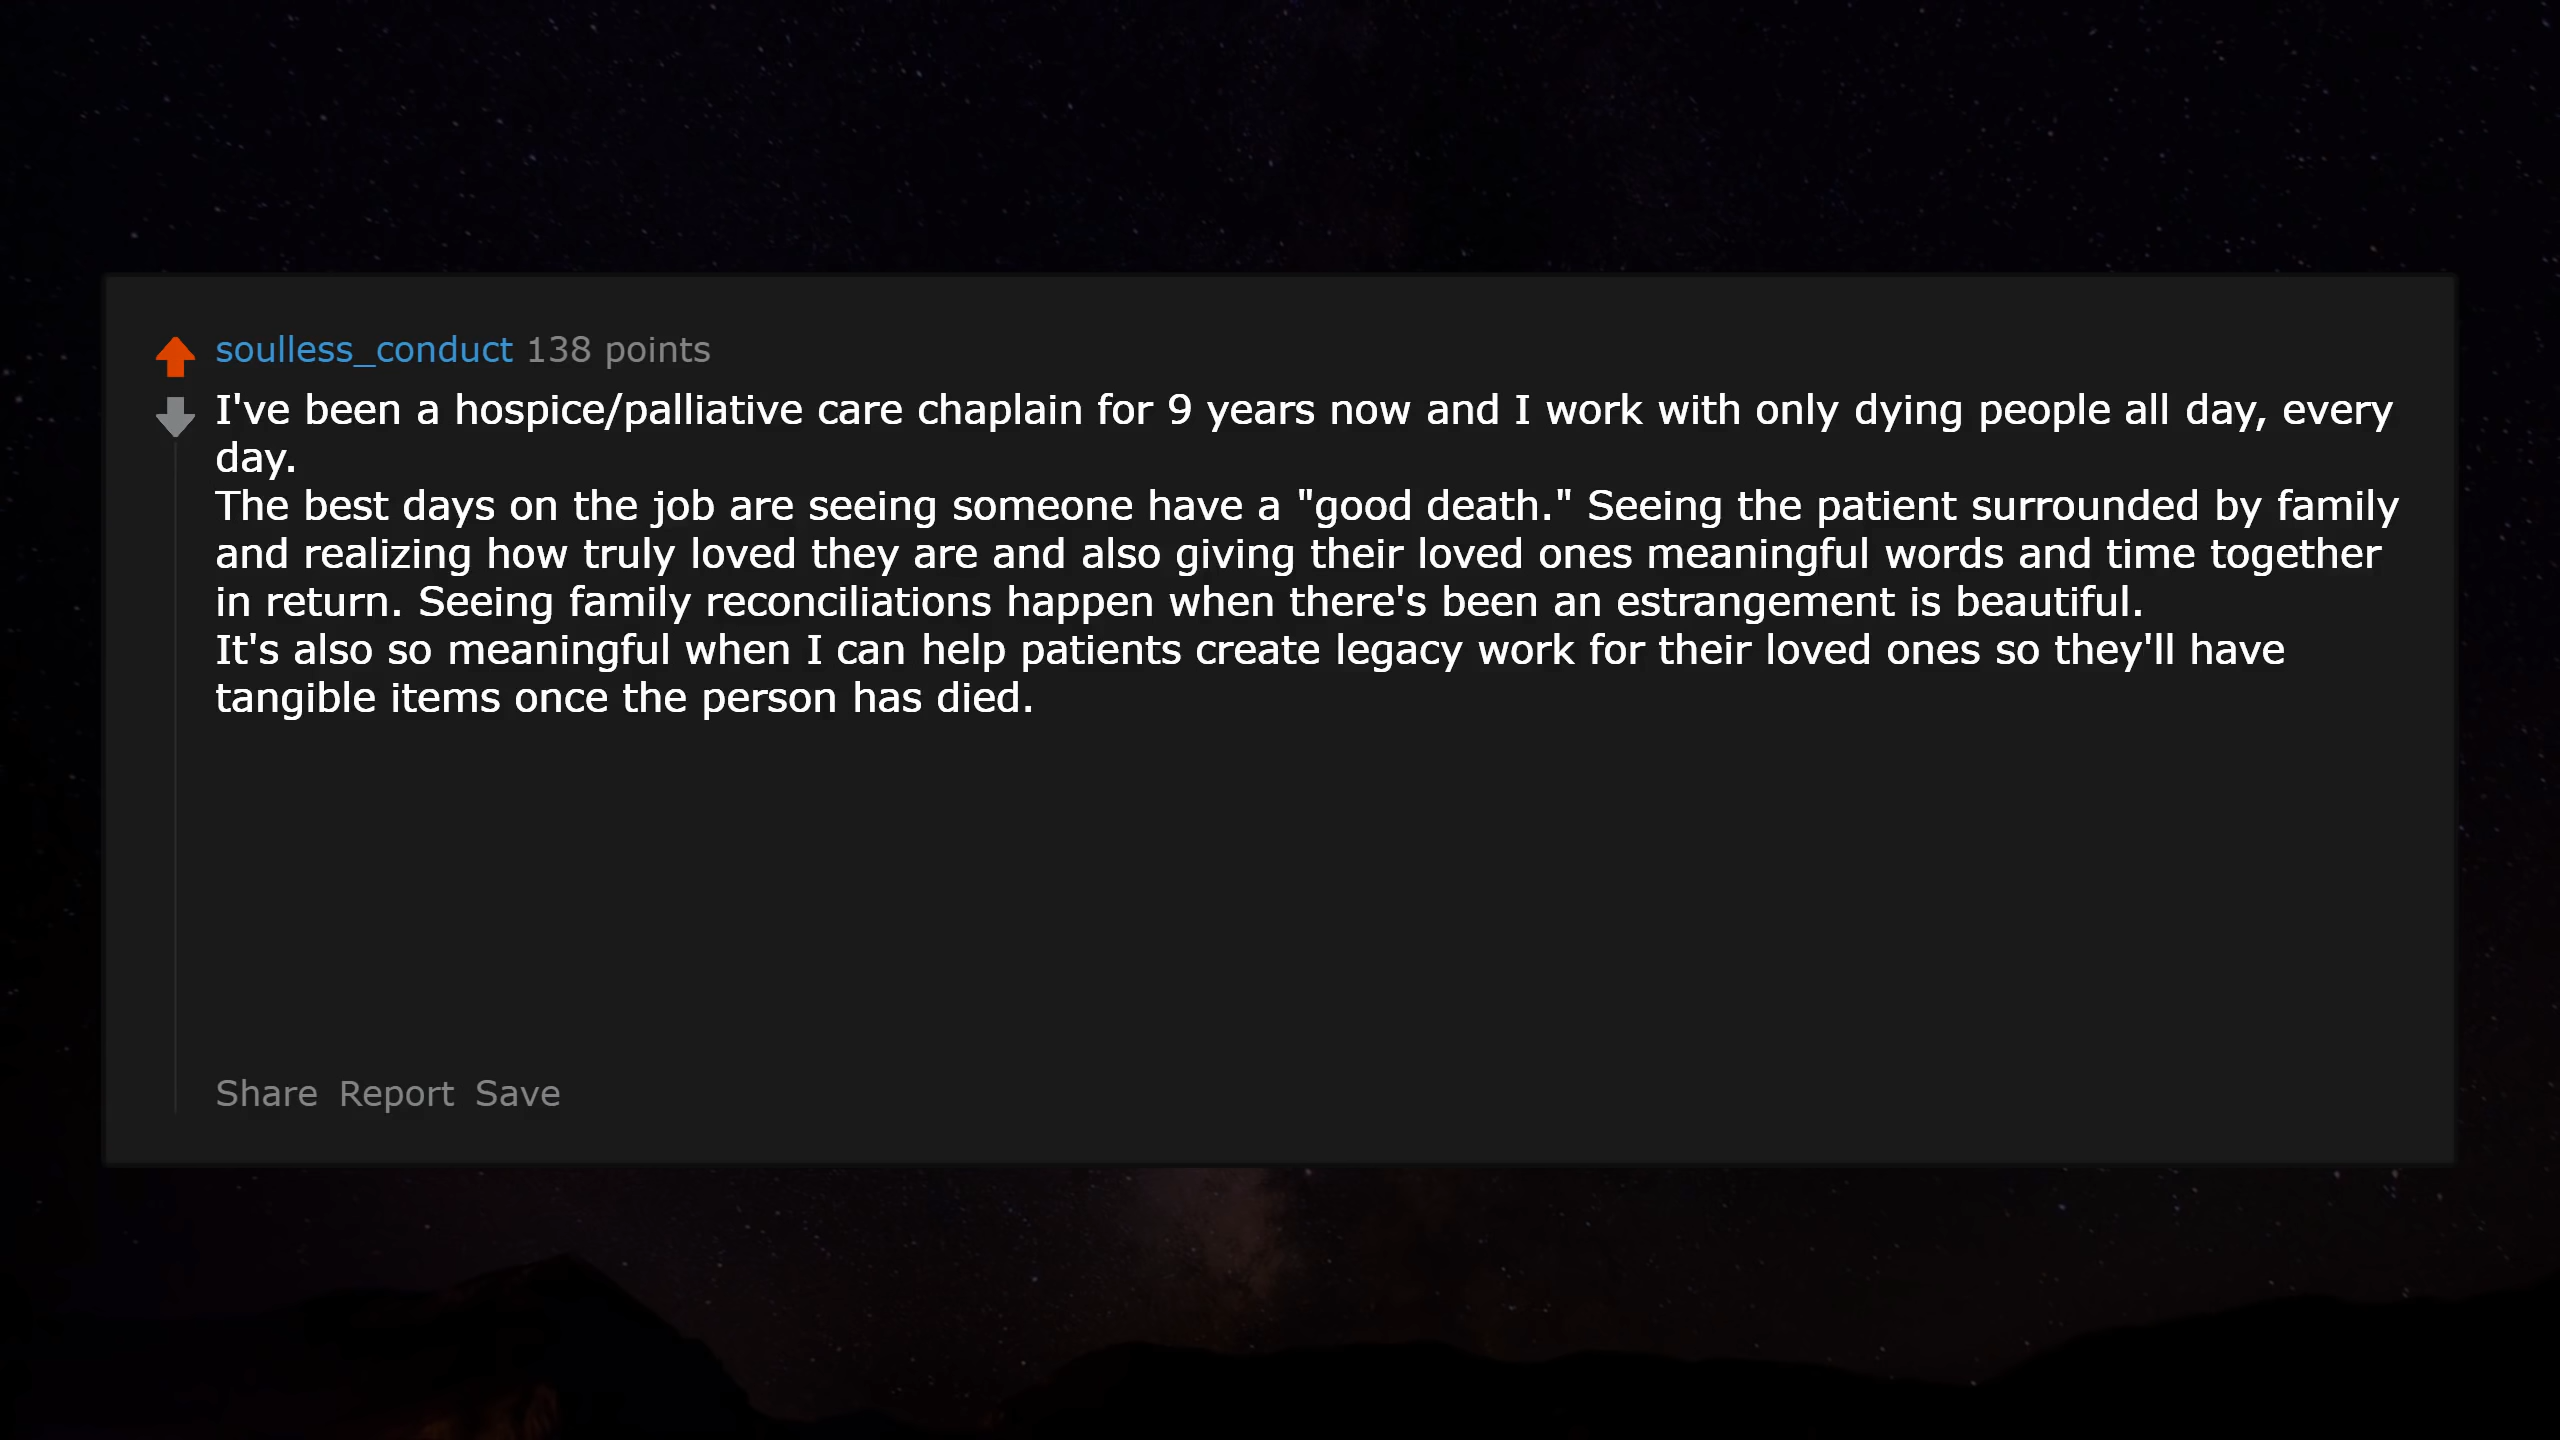 soulless_conduct 138 points
I've been a hospice/palliative care chaplain for 9 years now and I work with only dying people all day, every
day.
The best days on the job are seeing someone have a "good death." Seeing the patient surrounded by family
and realizing how truly loved they are and also giving their loved ones meaningful words and time together
in return. Seeing family reconciliations happen when there's been an estrangement is beautiful.
It's also so meaningful when I can help patients create legacy work for their loved ones so they'll have
tangible items once the person has died.
Share Report Save